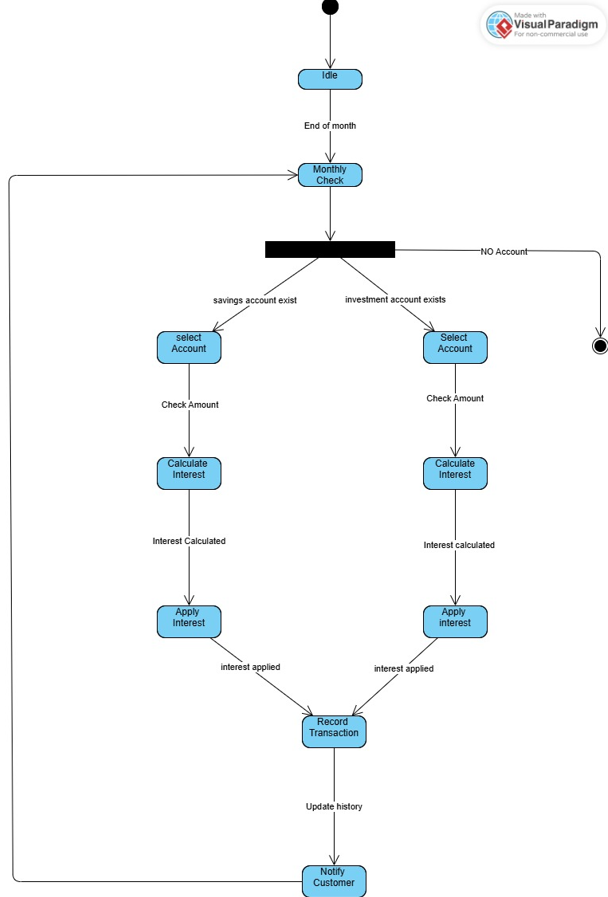 Made with
VisualParadigm
For non-commercial use
Idle
End of month
Monthly
Check
NO Account
savings account exist
investment account exists
select
Account
Select
Account
Check Amount
Check Amount
Calculate
Interest
Calculate
Interest
Interest Calculated
Interest calculated
Apply
Interest
Apply
interest
interest applied
interest applied
Record
Transaction
Update history
Notify
Customer